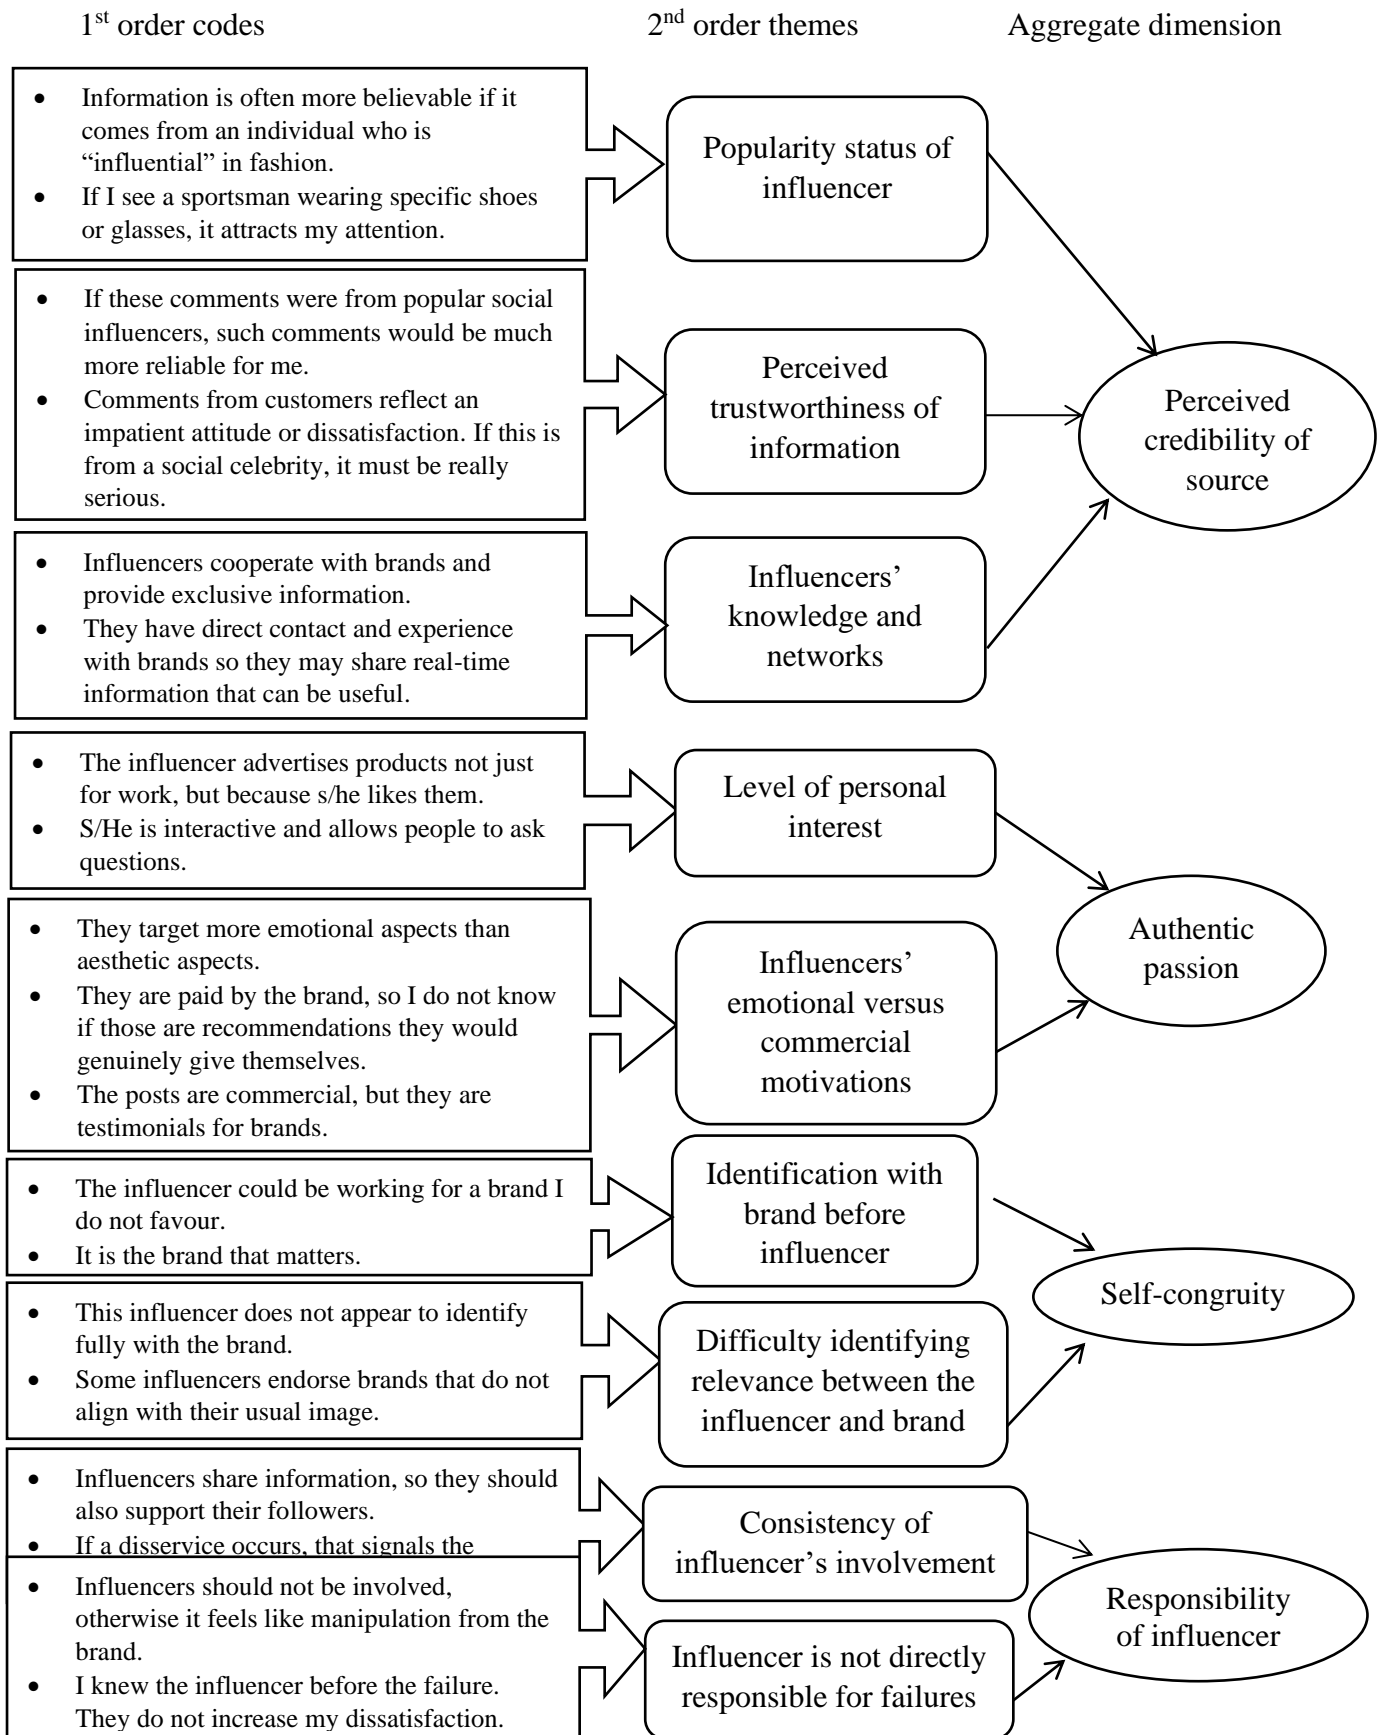 1st order codes
2nd order themes
Aggregate dimension
• Information is often more believable if it
comes from an individual who is
“influential” in fashion.
• If I see a sportsman wearing specific shoes
or glasses, it attracts my attention.
Popularity status of
influencer
• If these comments were from popular social
influencers, such comments would be much
more reliable for me.
• Comments from customers reflect an
impatient attitude or dissatisfaction. If this is
from a social celebrity, it must be really
serious.
Perceived
trustworthiness of
information
Perceived
credibility of
source
• Influencers cooperate with brands and
provide exclusive information.
• They have direct contact and experience
with brands so they may share real-time
information that can be useful.
Influencers’
knowledge and
networks
• The influencer advertises products not just
for work, but because s/he likes them.
• S/He is interactive and allows people to ask
questions.
Level of personal
interest
• They target more emotional aspects than
aesthetic aspects.
• They are paid by the brand, so I do not know
if those are recommendations they would
genuinely give themselves.
• The posts are commercial, but they are
testimonials for brands.
Influencers’
emotional versus
commercial
motivations
Authentic
passion
• The influencer could be working for a brand I
do not favour.
• It is the brand that matters.
Identification with
brand before
influencer
• This influencer does not appear to identify
fully with the brand.
• Some influencers endorse brands that do not
align with their usual image.
Difficulty identifying
relevance between the
influencer and brand
Self-congruity
• Influencers share information, so they should
also support their followers.
• If a disservice occurs, that signals the
Consistency of
influencer’s involvement
• Influencers should not be involved,
otherwise it feels like manipulation from the
brand.
• I knew the influencer before the failure.
They do not increase my dissatisfaction.
Influencer is not directly
responsible for failures
Responsibility
of influencer